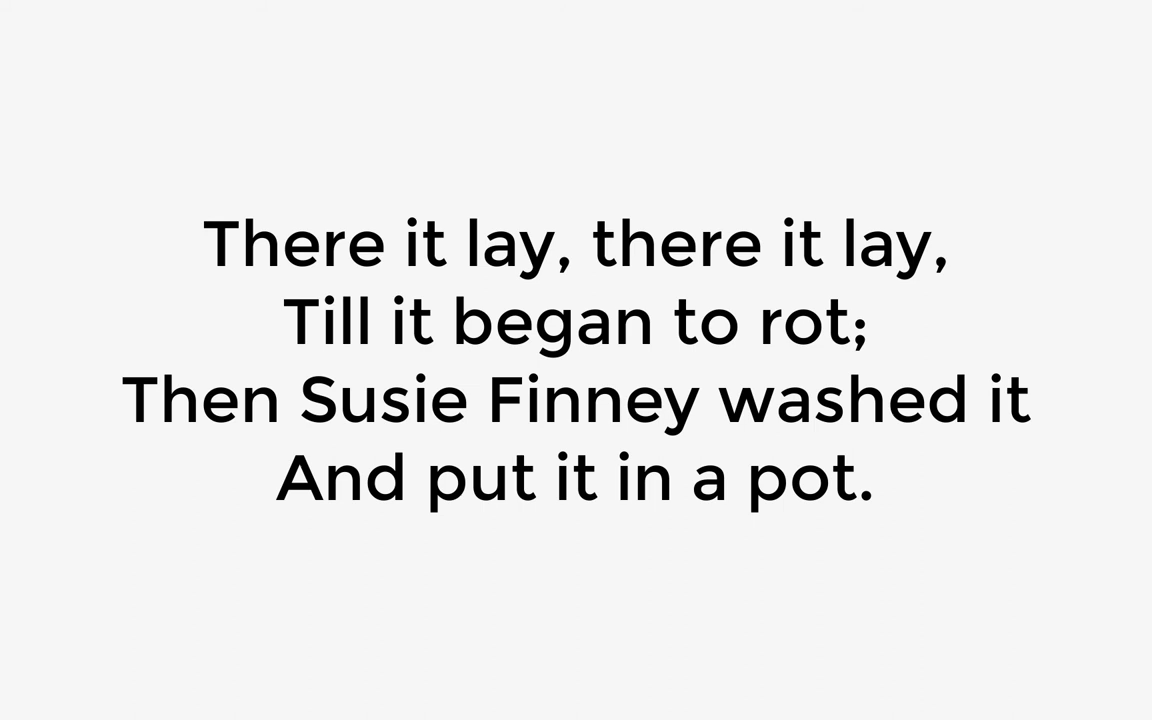 There it lay, there it lay,
Till it began to rot;
Then Susie Finney washed it
And put it in a pot.